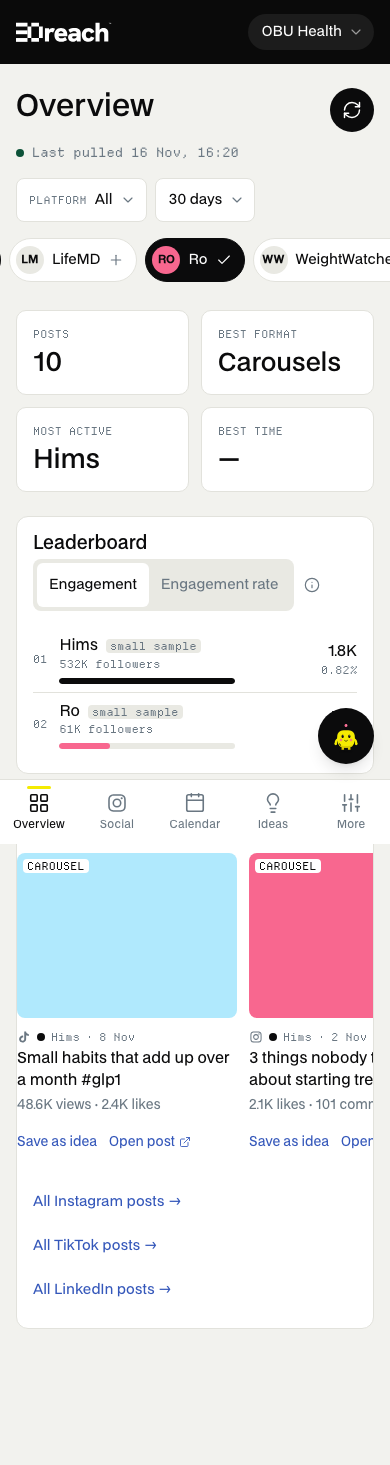 reach
OBU Health
Overview
Last pulled 16 Nov, 16:20
PLATFORM All
30 days
LM LifeMD
RO Ro
WW WeightWatche
POSTS
10
BEST FORMAT
Carousels
MOST ACTIVE
Hims
BEST TIME
—
Leaderboard
Engagement
Engagement rate
01
Hims small sample
532K followers
1.8K
0.82%
02
Ro small sample
61K followers
Overview
Social
Calendar
Ideas
More
CAROUSEL
Hims · 8 Nov
Small habits that add up over
a month #glp1
48.6K views · 2.4K likes
Save as idea Open post
CAROUSEL
Hims · 2 Nov
3 things nobody t
about starting tre
2.1K likes · 101 comm
Save as idea Open
All Instagram posts →
All TikTok posts →
All LinkedIn posts →